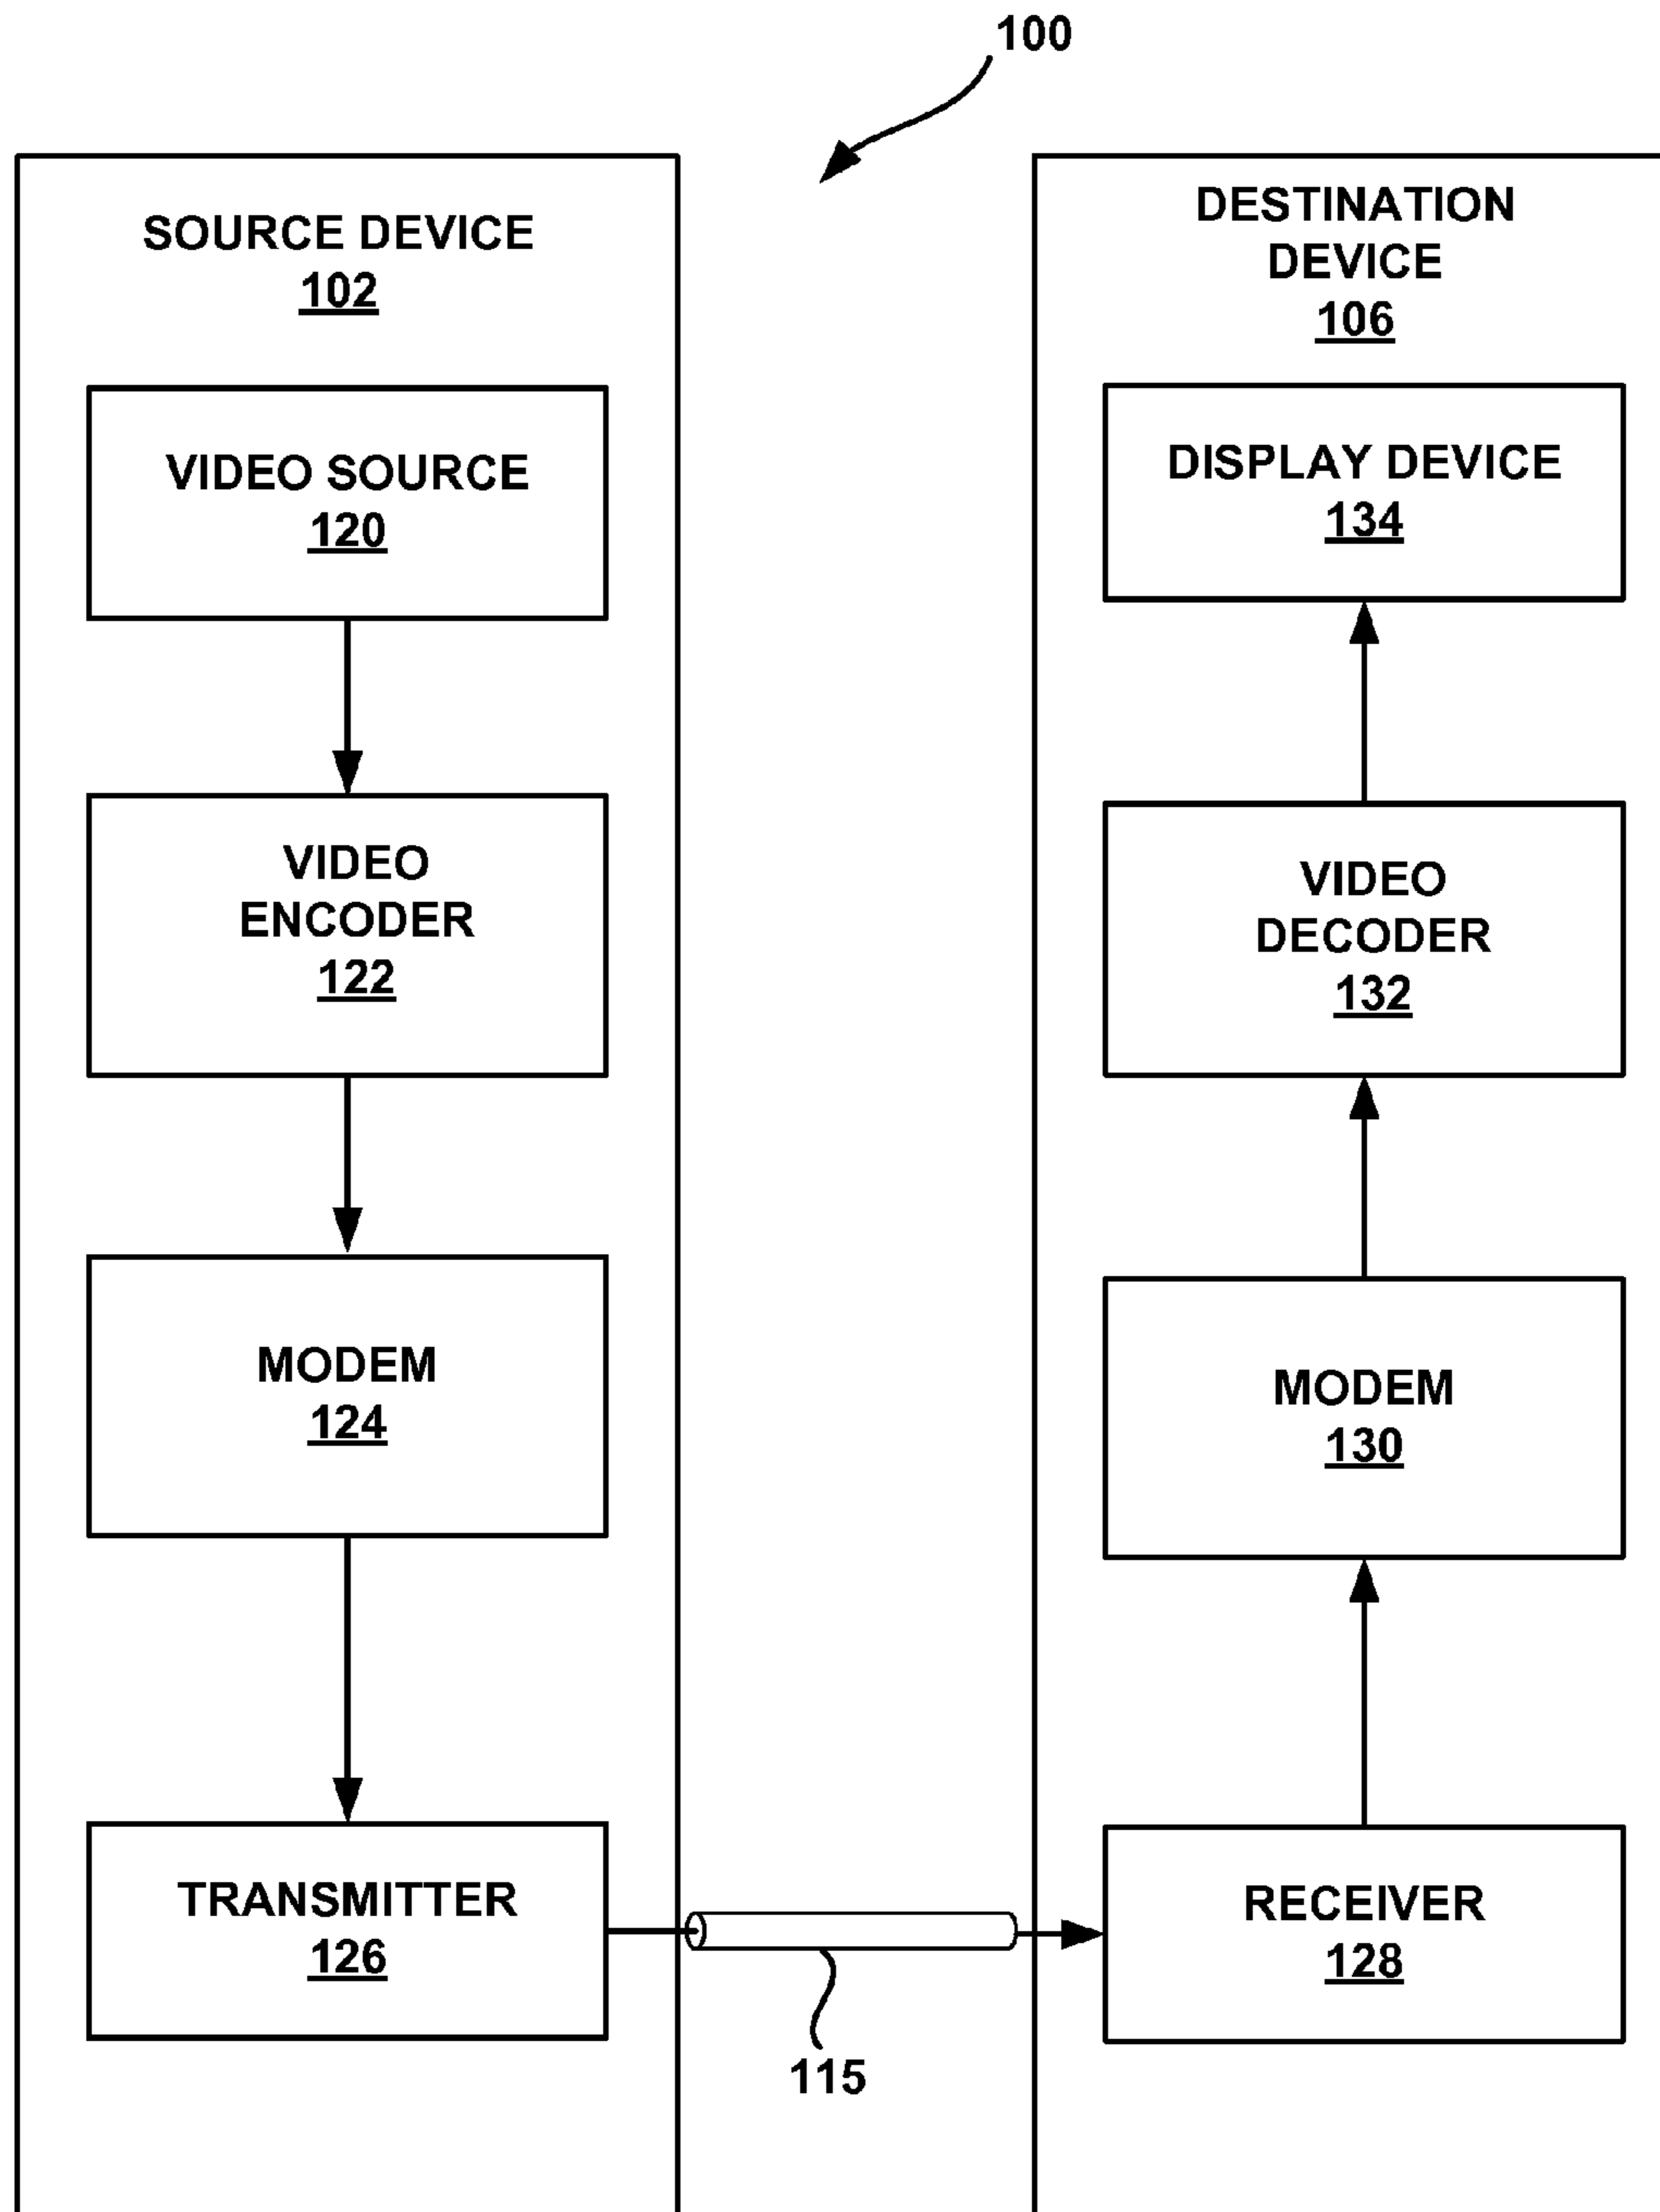 100
SOURCE DEVICE
102
VIDEO SOURCE
120
VIDEO
ENCODER
122
MODEM
124
TRANSMITTER
126
115
DESTINATION
DEVICE
106
DISPLAY DEVICE
134
VIDEO
DECODER
132
MODEM
130
RECEIVER
128